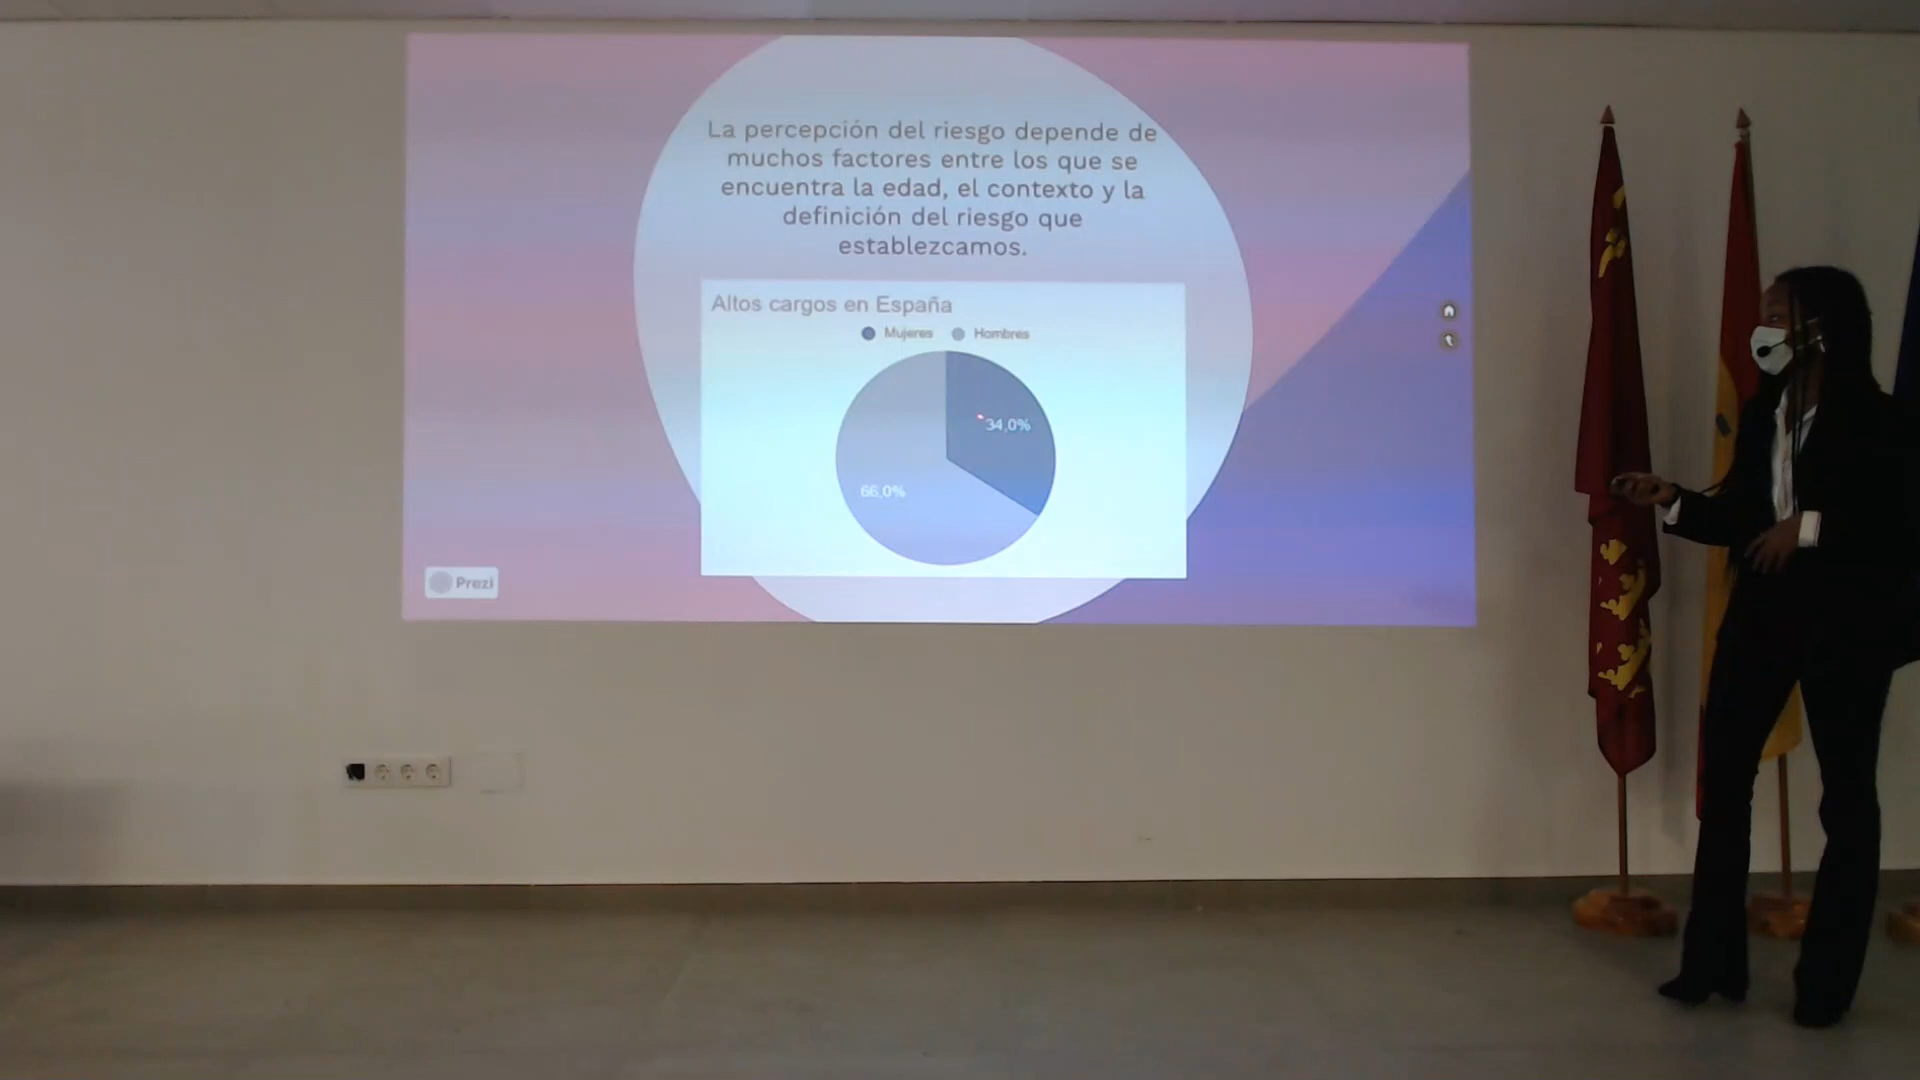 La percepción del riesgo depende de
muchos factores entre los que se
encuentra la edad, el contexto y la
definición del riesgo que
establezcamos.
Altos cargos en España
Mujeres Hombres
34,0%
66,0%
Prezi